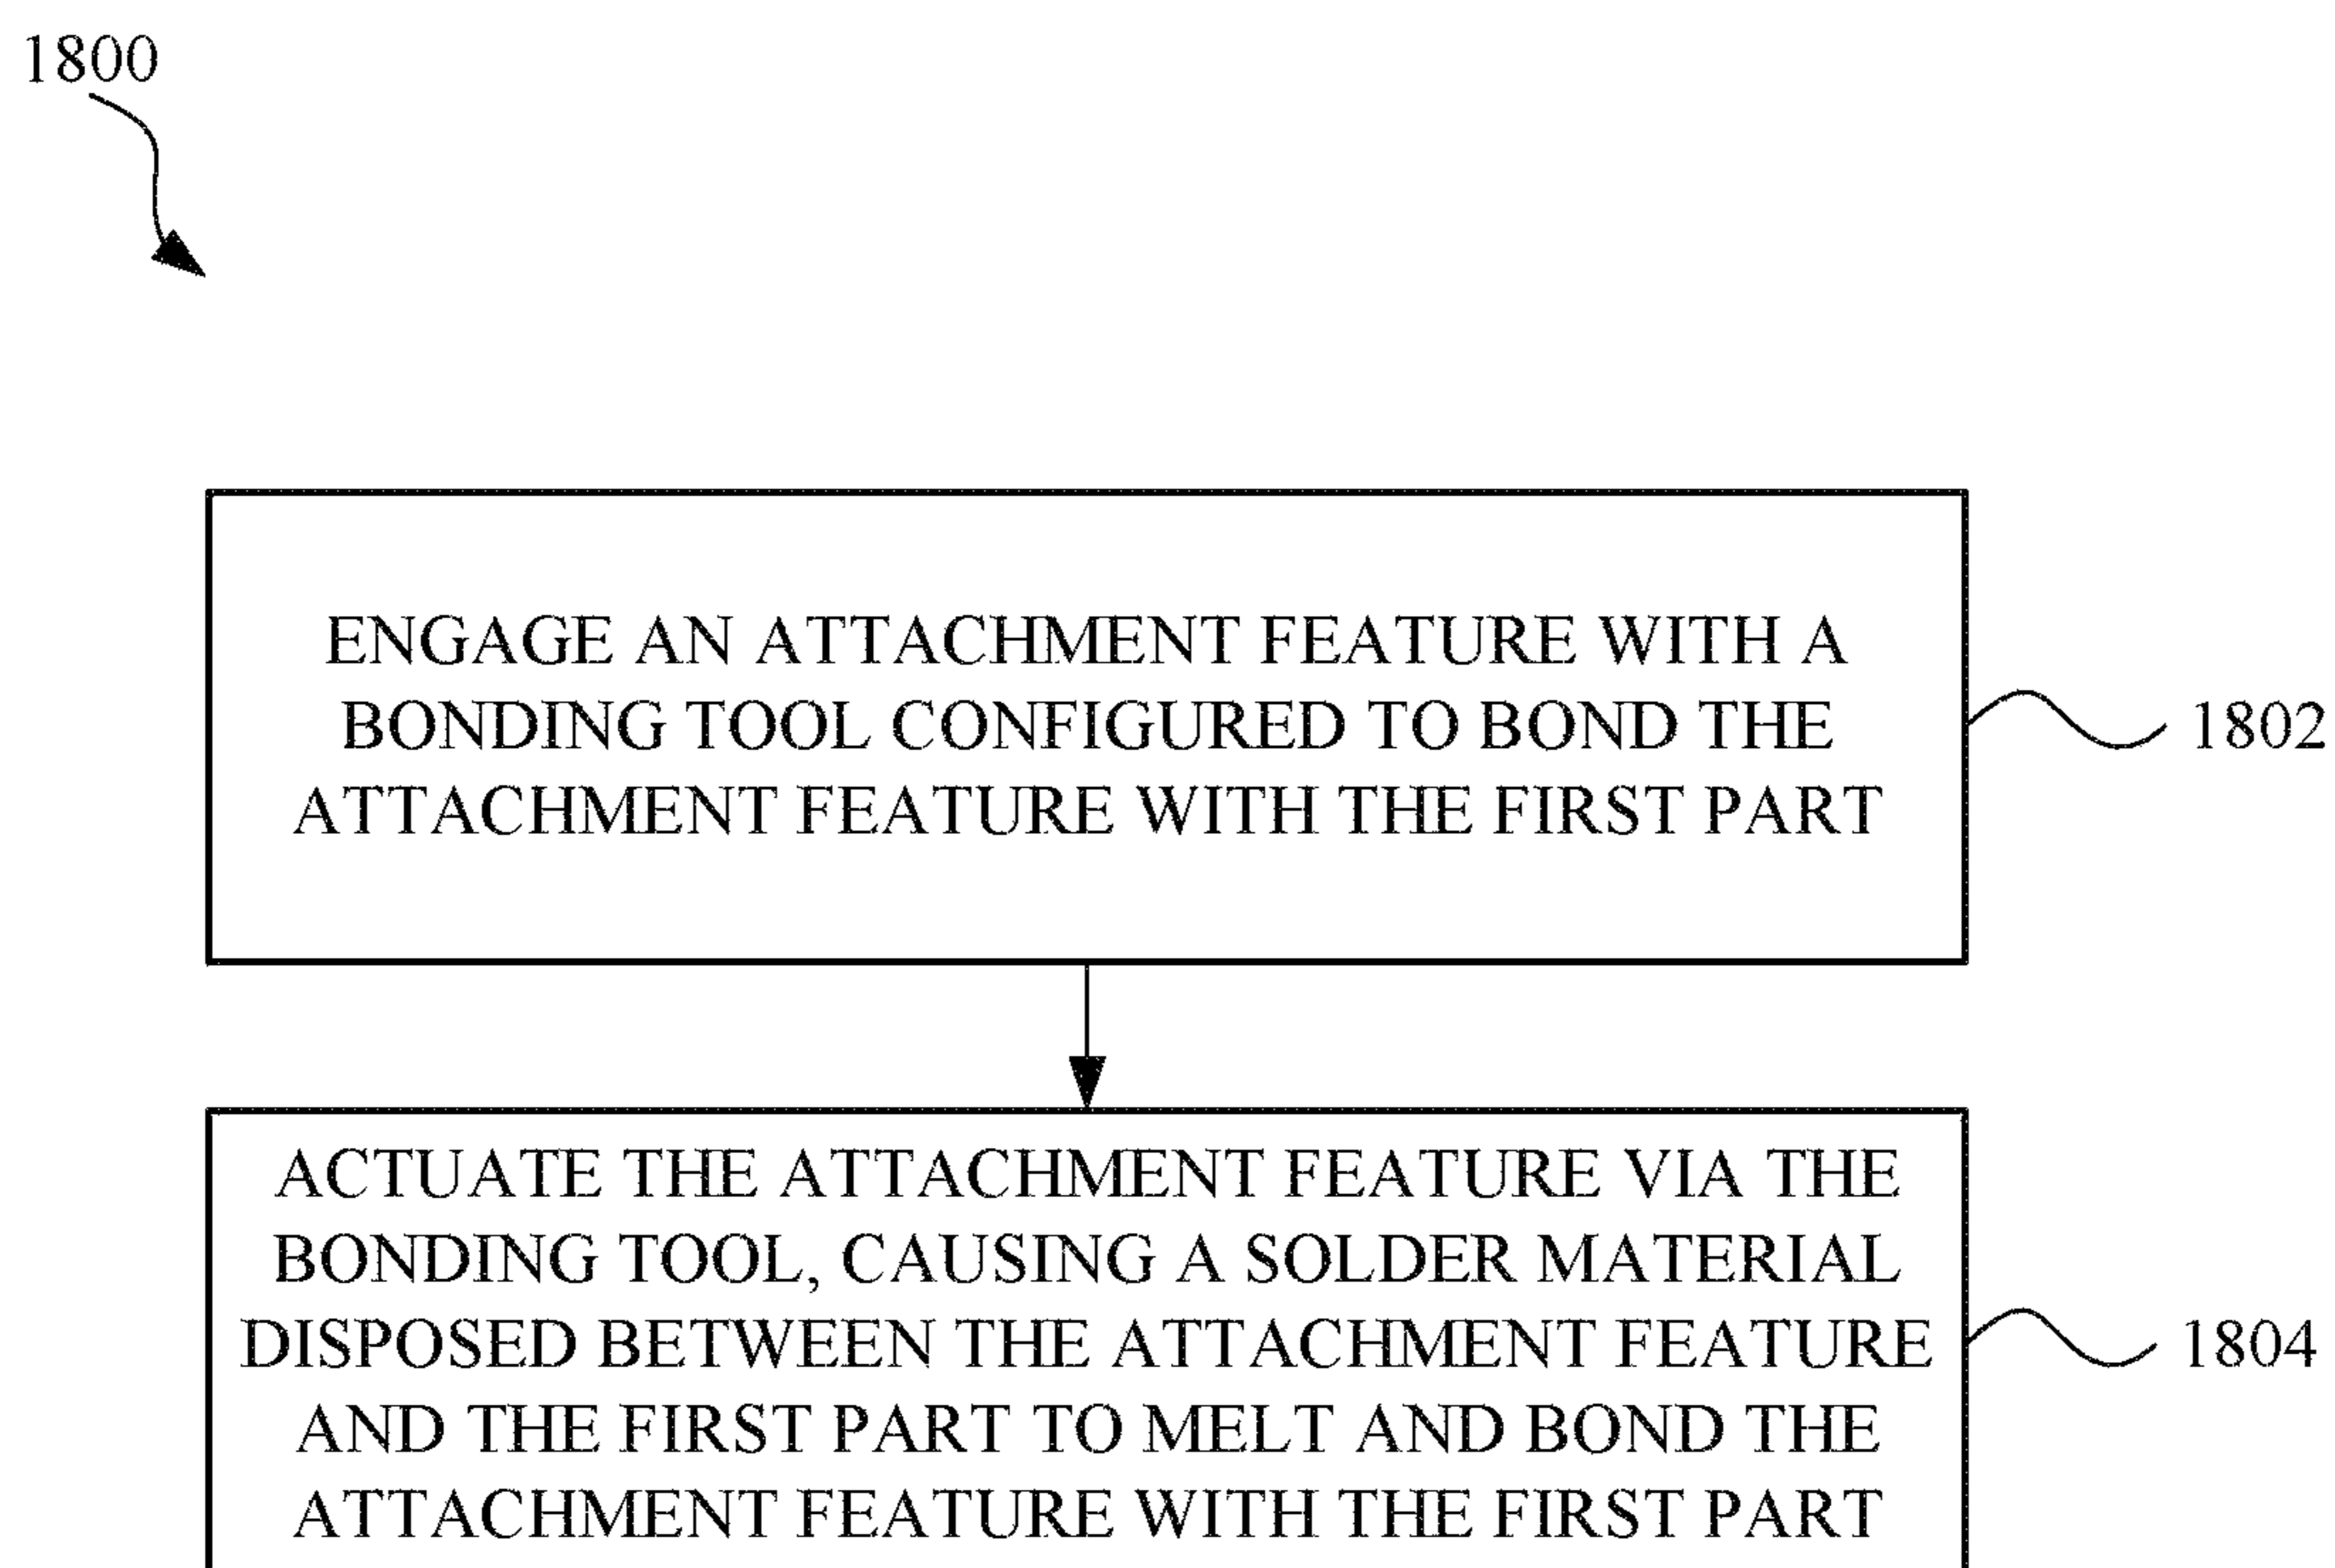 1800
ENGAGE AN ATTACHMENT FEATURE WITH A
BONDING TOOL CONFIGURED TO BOND THE
ATTACHMENT FEATURE WITH THE FIRST PART
1802
ACTUATE THE ATTACHMENT FEATURE VIA THE
BONDING TOOL, CAUSING A SOLDER MATERIAL
DISPOSED BETWEEN THE ATTACHMENT FEATURE
AND THE FIRST PART TO MELT AND BOND THE
ATTACHMENT FEATURE WITH THE FIRST PART
1804